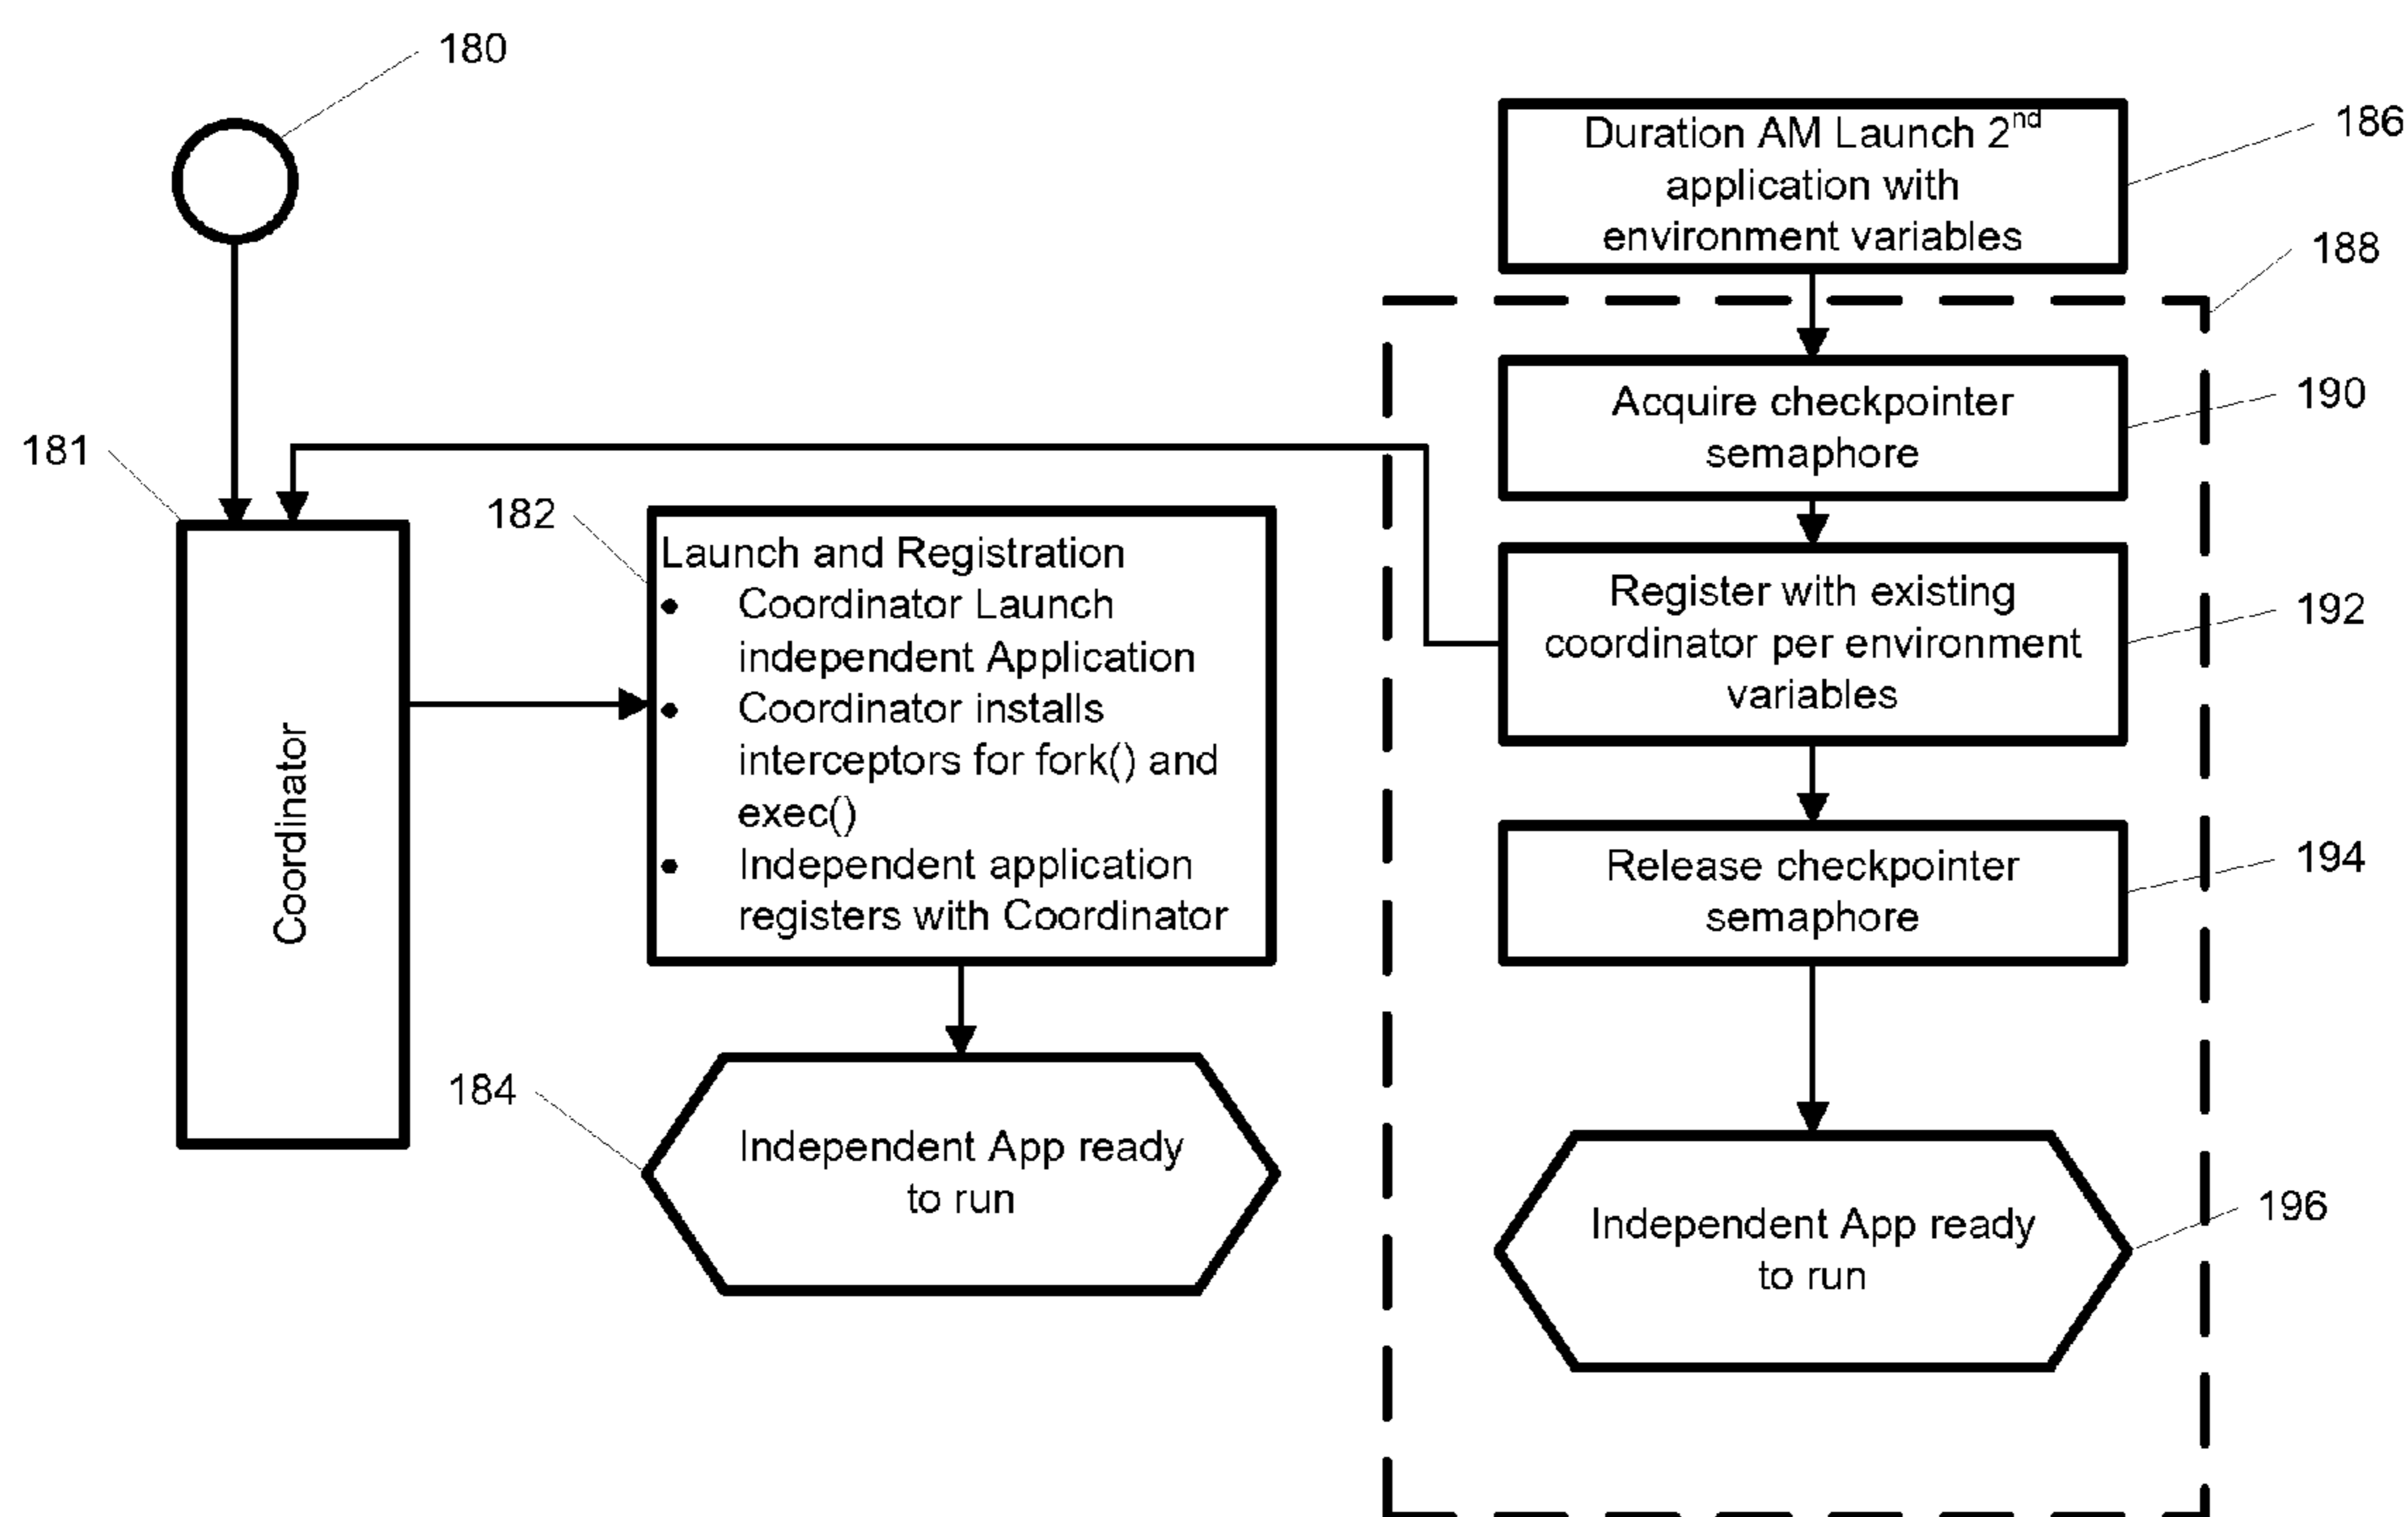 180
Duration AM Launch 2nd
application with
environment variables
186
188
Acquire checkpointer
semaphore
190
181
182
Launch and Registration
• Coordinator Launch
independent Application
• Coordinator installs
interceptors for fork() and
exec()
• Independent application
registers with Coordinator
Register with existing
coordinator per environment
variables
192
Coordinator
Release checkpointer
semaphore
194
184
Independent App ready
to run
Independent App ready
to run
196